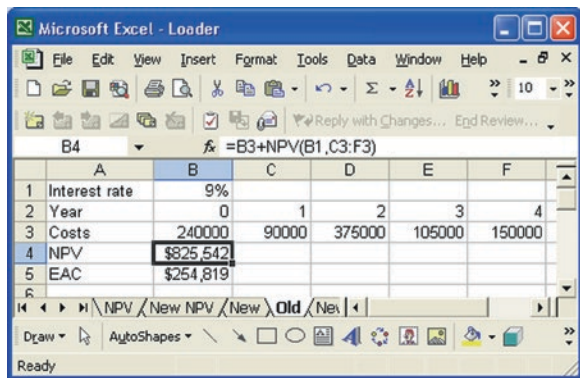 Microsoft Excel - Loader
File Edit View Insert Format Tools Data Window Help
10
Reply with Changes... End Review...
B4 fx =B3+NPV(B1,C3:F3)
A B C D E F
1 Interest rate 9%
2 Year 0 1 2 3 4
3 Costs 240000 90000 375000 105000 150000
4 NPV $825,542
5 EAC $254,819
6
NPV New NPV New Old Nev
Draw AutoShapes
Ready